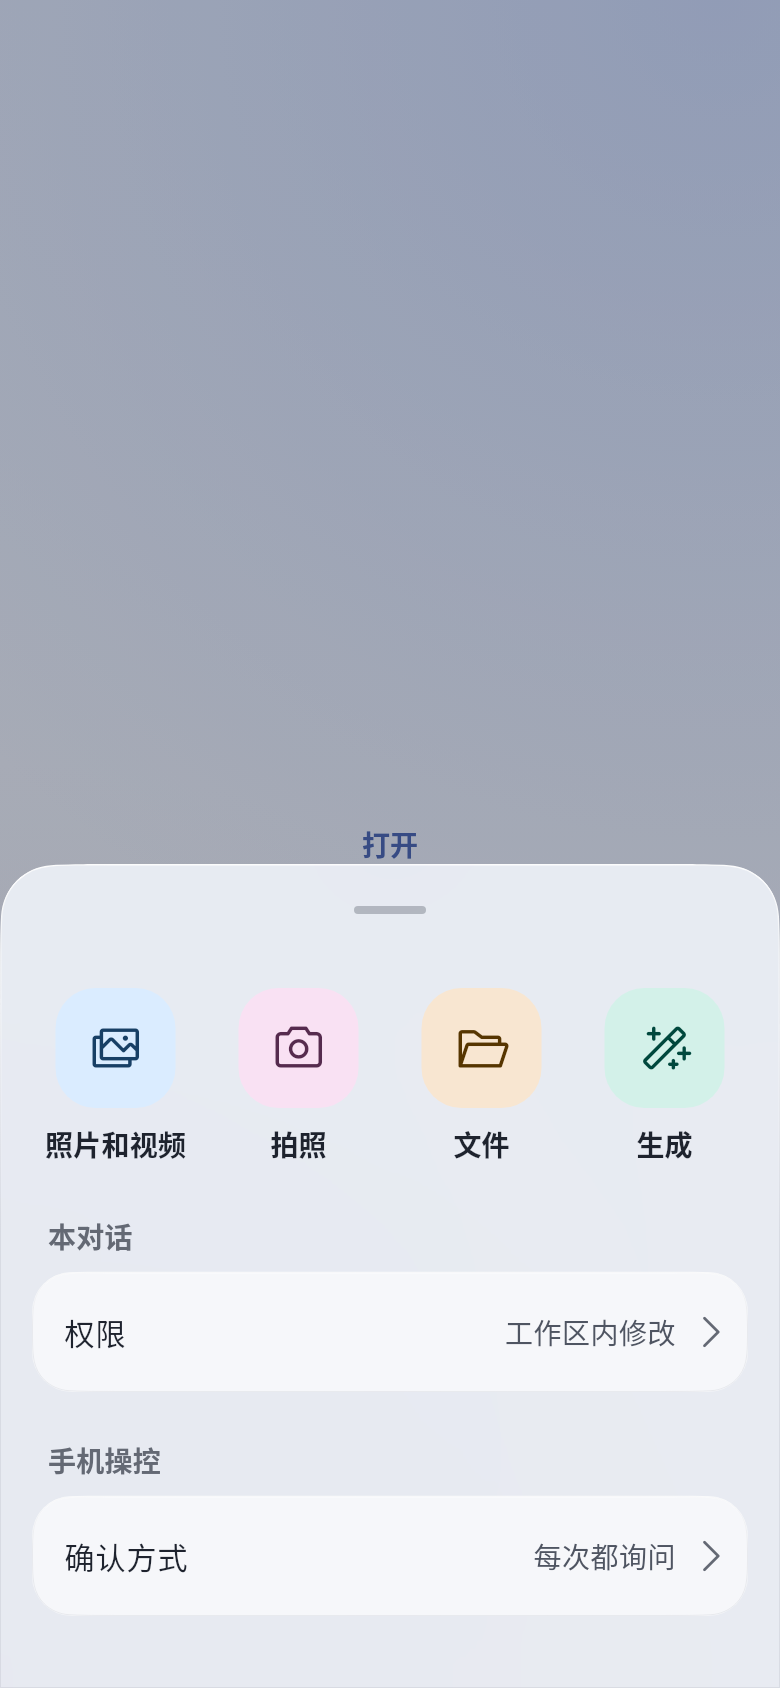 打开
照片和视频
拍照
文件
生成
本对话
权限
工作区内修改
手机操控
确认方式
每次都询问